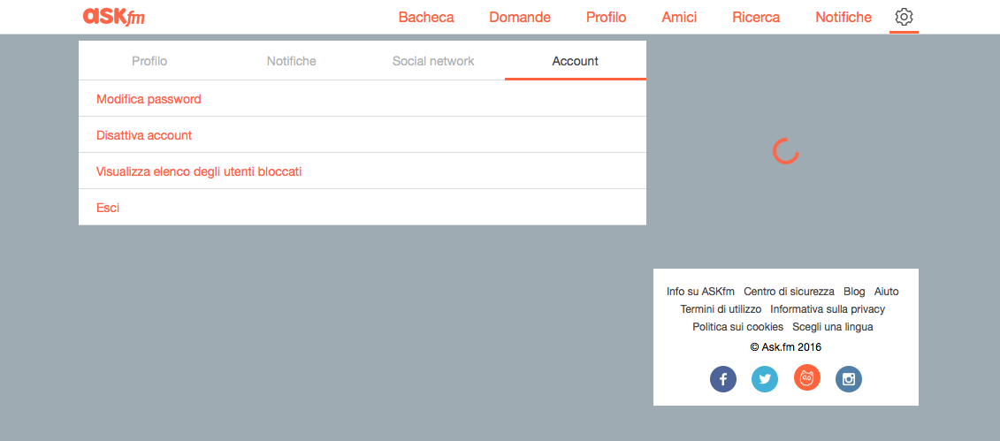 ASKfm Bacheca Domande Profilo Amici Ricerca Notifiche
Profilo Notifiche Social network Account
Modifica password
Disattiva account
Visualizza elenco degli utenti bloccati
Esci
Info su ASKfm Centro di sicurezza Blog Aiuto
Termini di utilizzo Informativa sulla privacy
Politica sui cookies Scegli una lingua
© Ask.fm 2016